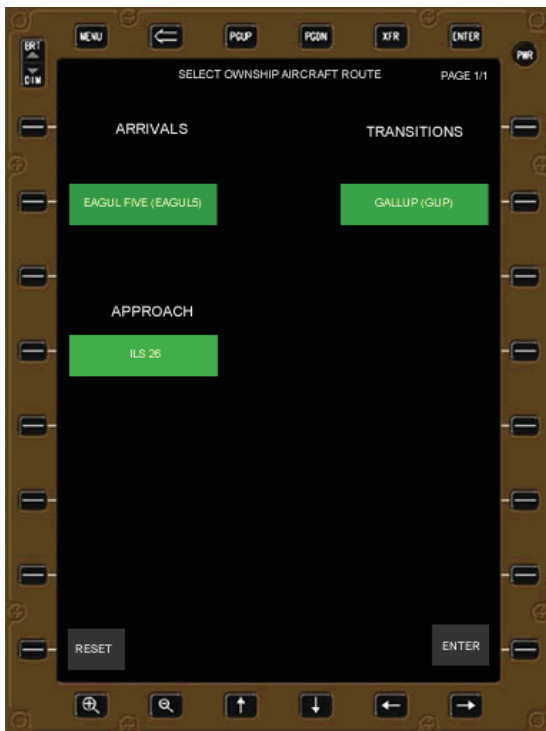 MENU
PGUP
PGDN
XFR
ENTER
BRT
DIM
PWR
SELECT OWNSHIP AIRCRAFT ROUTE PAGE 1/1
ARRIVALS TRANSITIONS
EAGUL FIVE (EAGUL5) GALLUP (GUP)
APPROACH
ILS 26
RESET ENTER